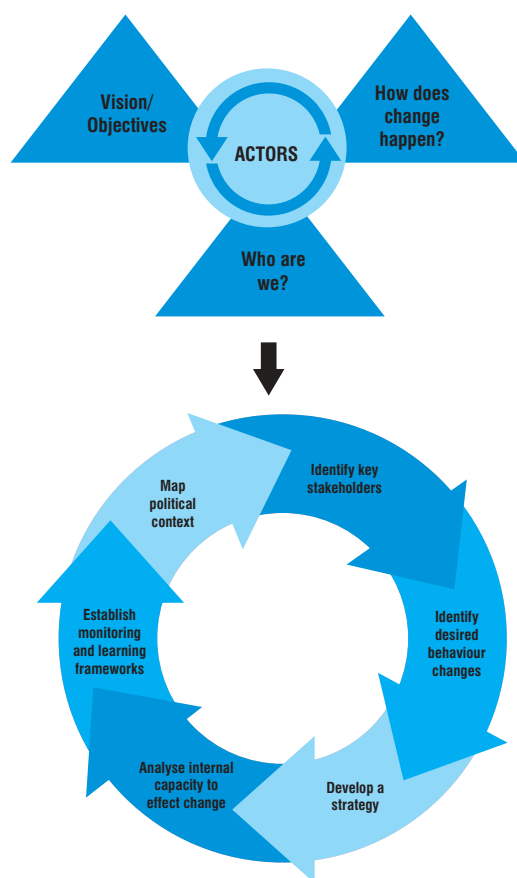 Vision/
Objectives
How does
change
happen?
ACTORS
Who are
we?
Identify key
stakeholders
Map
political
context
Identify
desired
behaviour
changes
Establish
monitoring
and learning
frameworks
Develop a
strategy
Analyse internal
capacity to
effect change